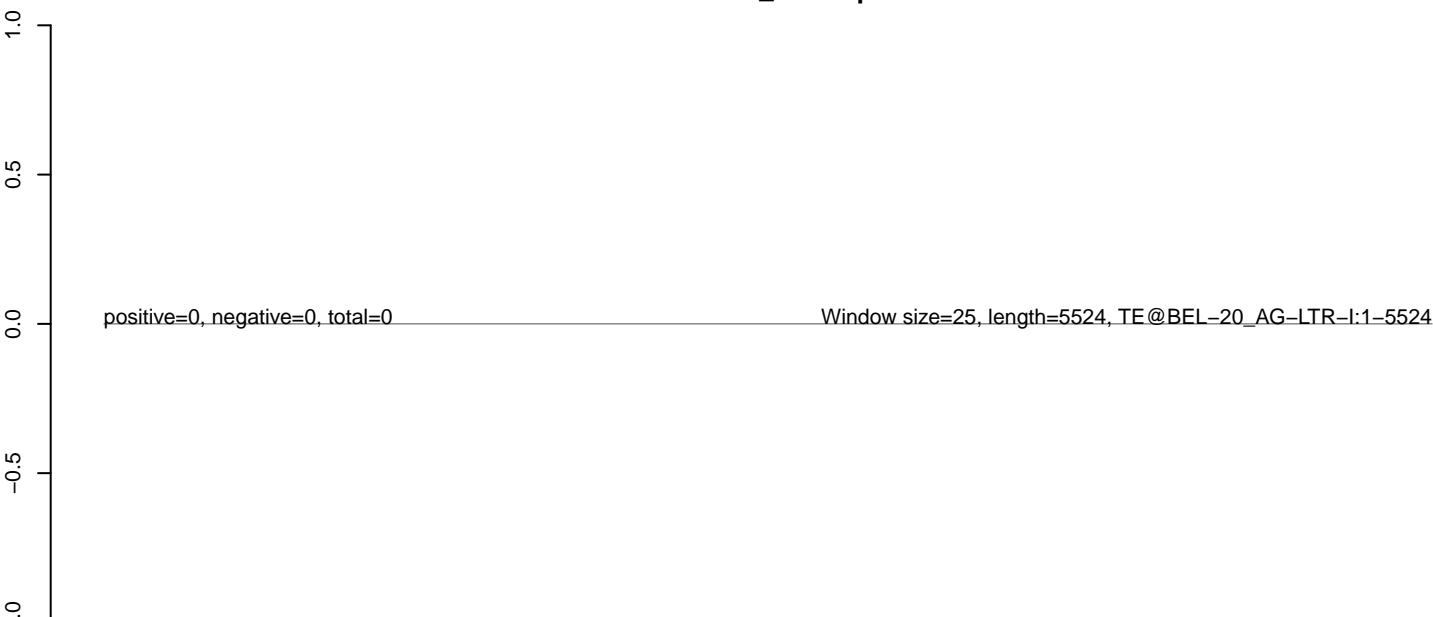 1.0
0.5
positive=0, negative=0, total=0 Window size=25, length=5524, TE@BEL−20_AG−LTR−I:1−5524
0.0
−0.5